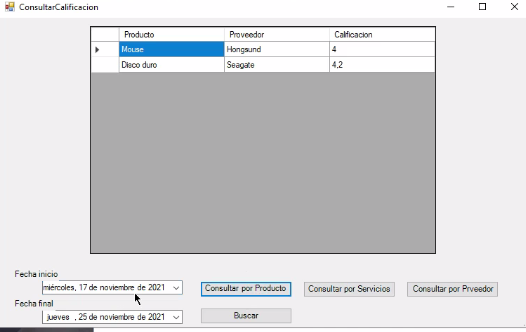 ConsultarCalificacion
Producto Proveedor Calificacion
Mouse Hongsund 4
Disco duro Seagate 4,2
Fecha inicio
miércoles, 17 de noviembre de 2021
Consultar por Producto Consultar por Servicios Consultar por Prveedor
Fecha final
jueves , 25 de noviembre de 2021
Buscar